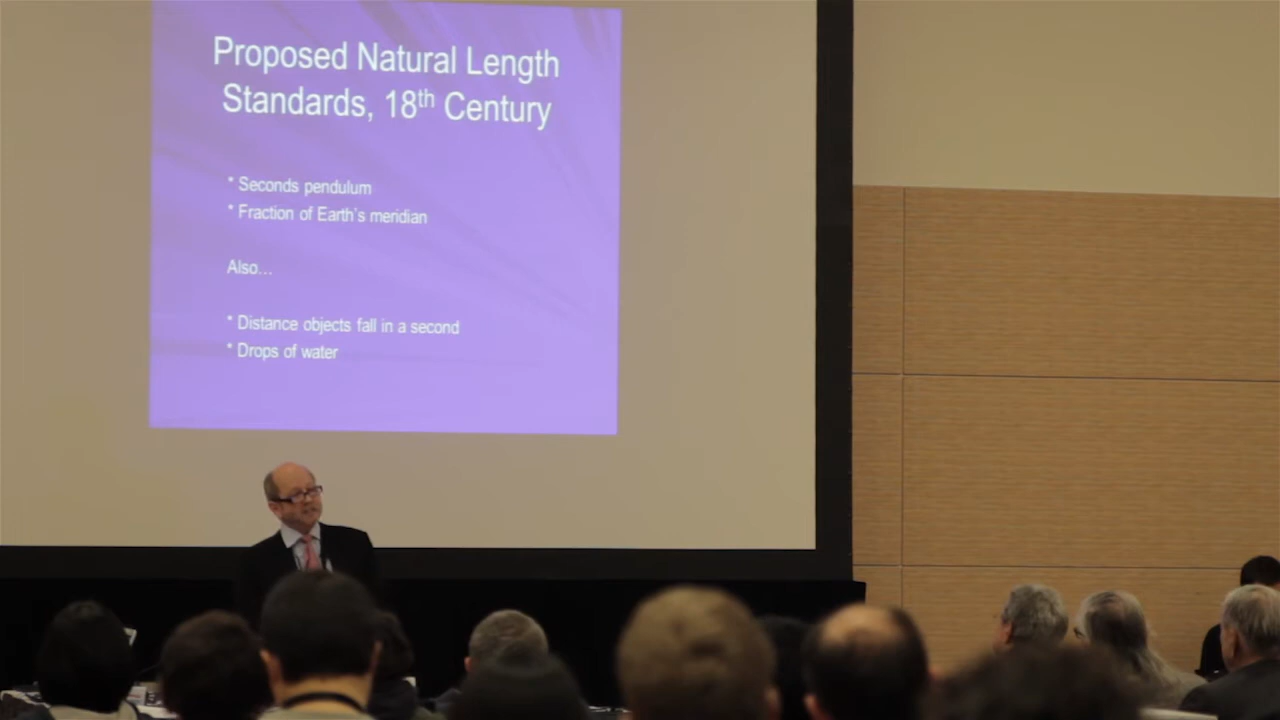 Proposed Natural Length
Standards, 18th Century
* Seconds pendulum
* Fraction of Earth's meridian
Also...
* Distance objects fall in a second
* Drops of water